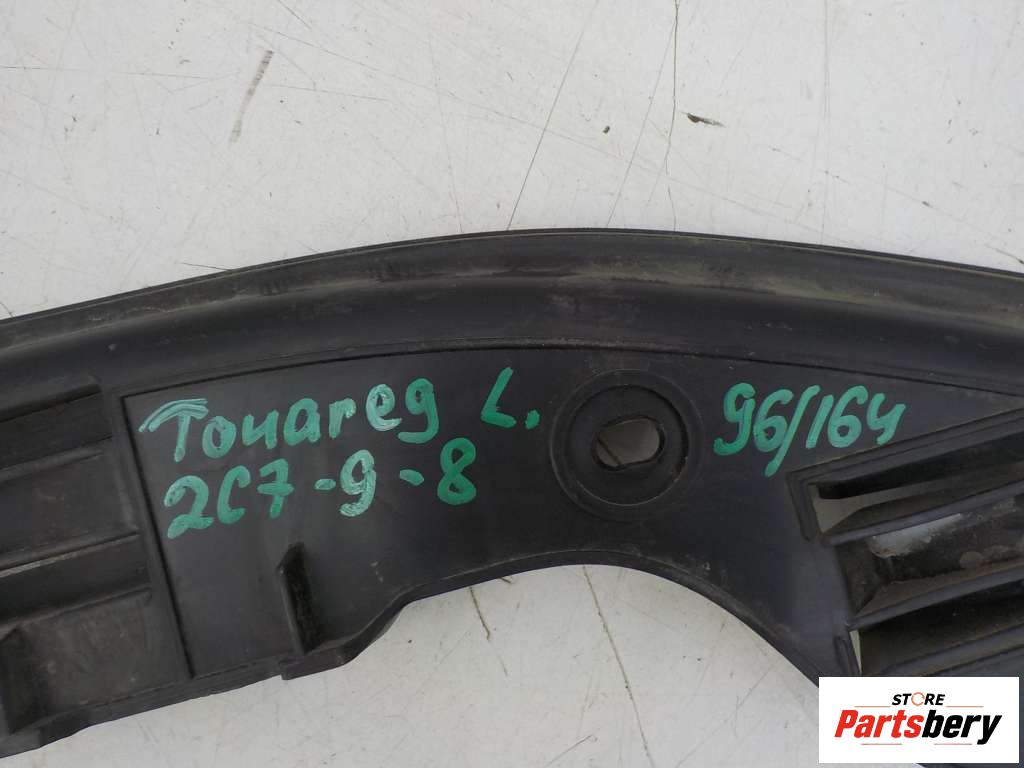 Touareg L.
96/164
2C7-9-8
STORE
Partsbery